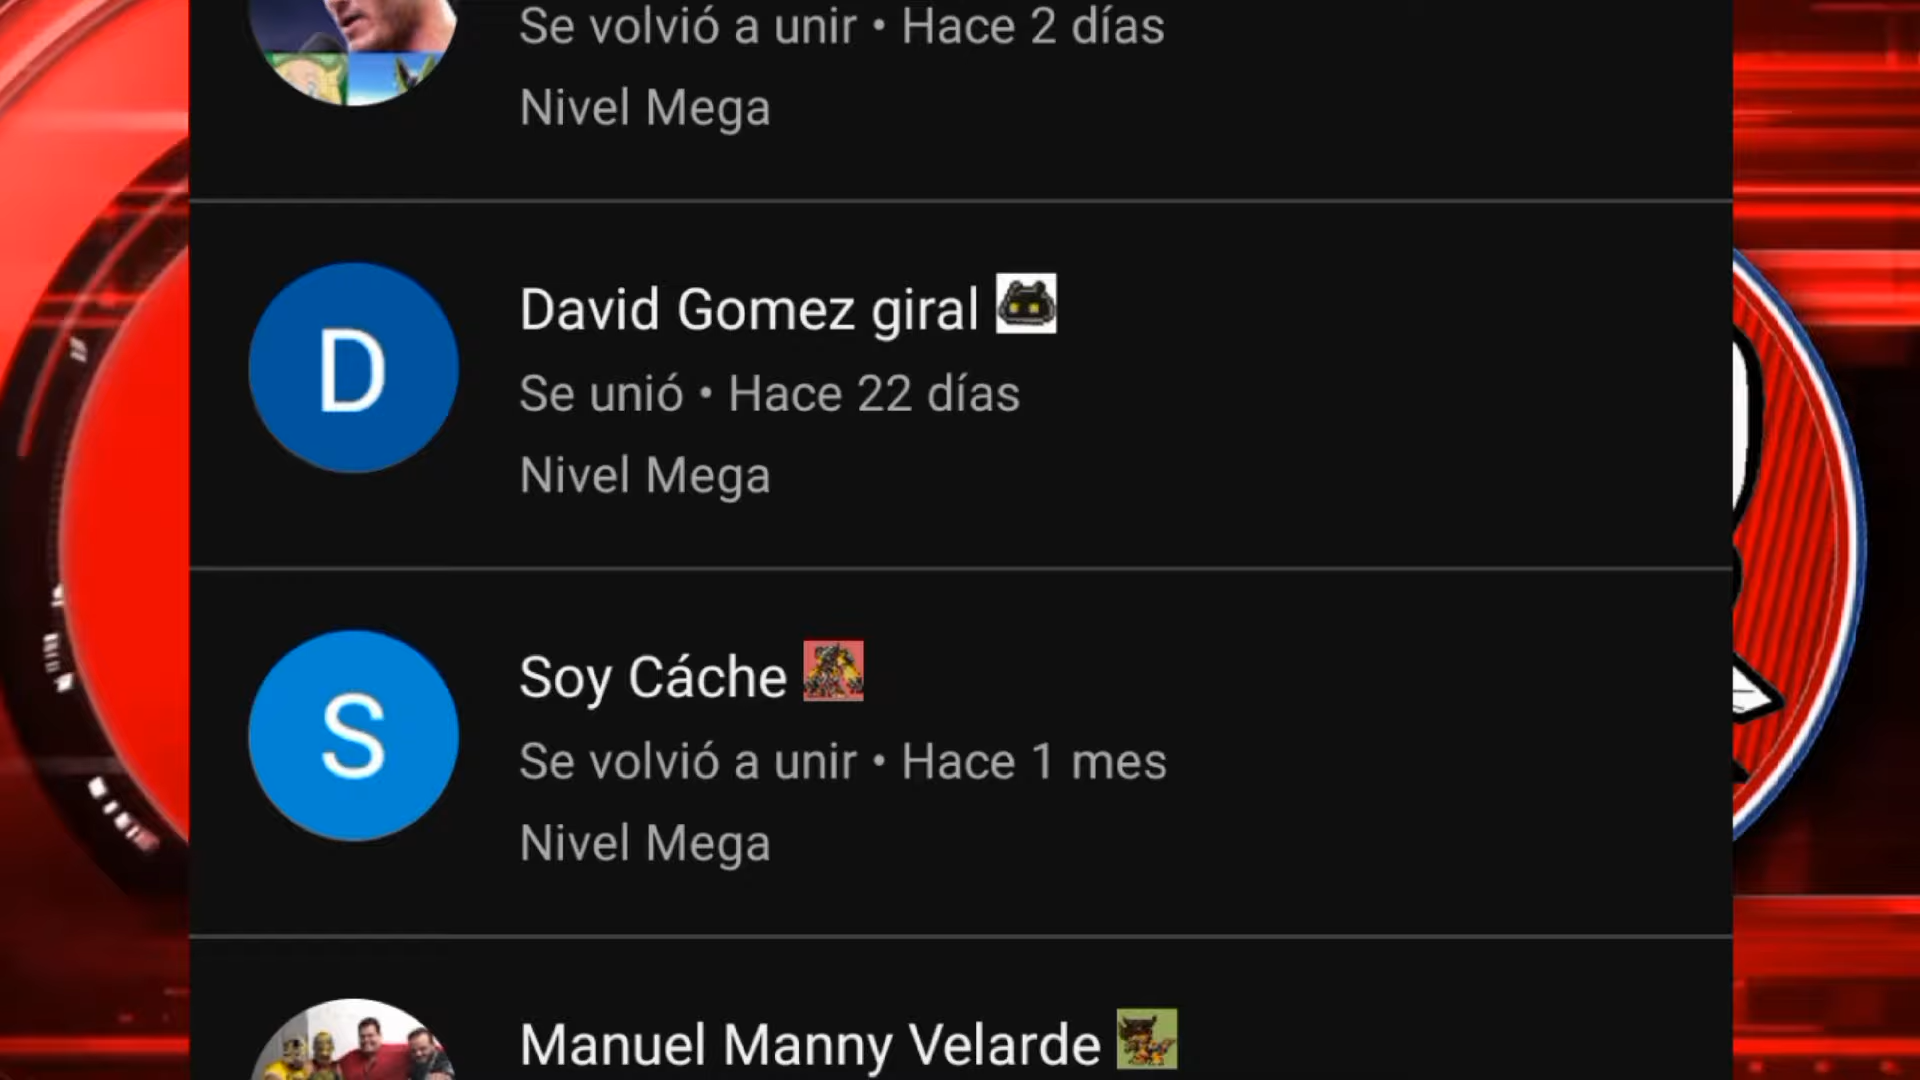 Se volvió a unir • Hace 2 días
Nivel Mega
D
David Gomez giral
Se unió • Hace 22 días
Nivel Mega
S
Soy Cáche
Se volvió a unir • Hace 1 mes
Nivel Mega
Manuel Manny Velarde